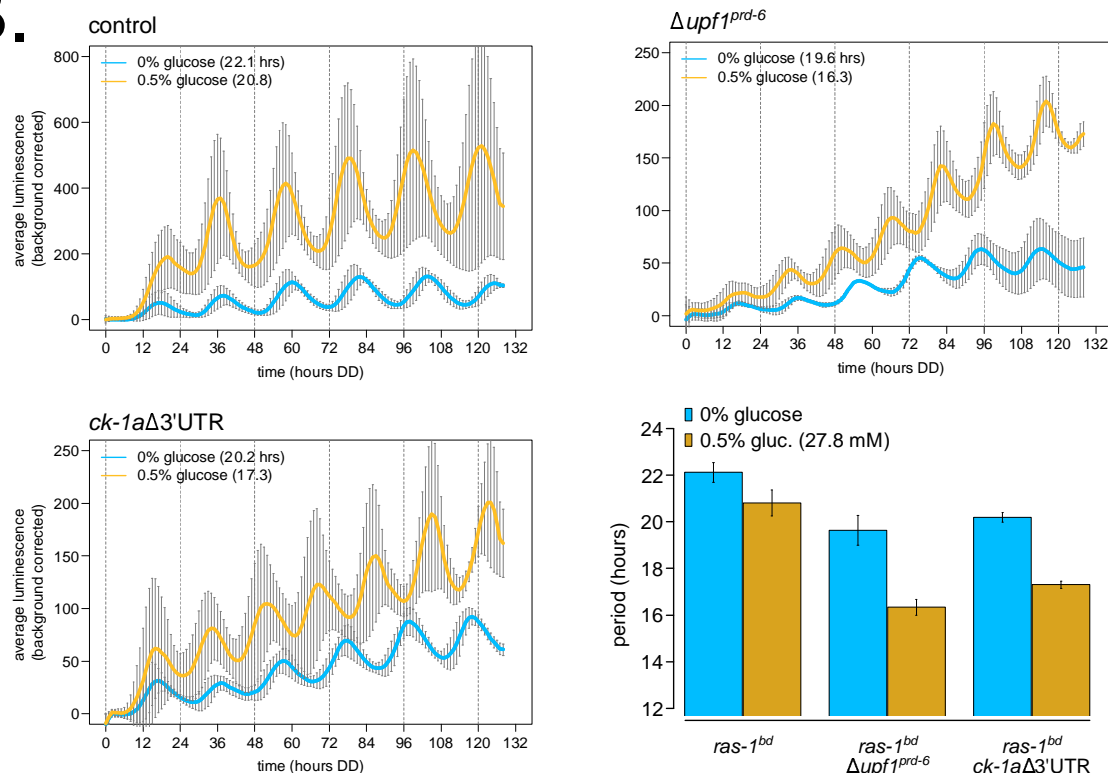 control
800
600
400
200
0
0% glucose (22.1 hrs)
0.5% glucose (20.8)
average luminescence
(background corrected)
0 12 24 36 48 60 72 84 96 108 120 132
time (hours DD)
Δupf1prd-6
250
200
150
100
50
0
0% glucose (19.6 hrs)
0.5% glucose (16.3)
0 12 24 36 48 60 72 84 96 108 120 132
time (hours DD)
ck-1aΔ3'UTR
250
200
150
100
50
0
0% glucose (20.2 hrs)
0.5% glucose (17.3)
average luminescence
(background corrected)
0 12 24 36 48 60 72 84 96 108 120 132
time (hours DD)
0% glucose
0.5% gluc. (27.8 mM)
24
22
20
18
16
14
12
period (hours)
ras-1bd
ras-1bd
Δupf1prd-6
ras-1bd
ck-1aΔ3'UTR